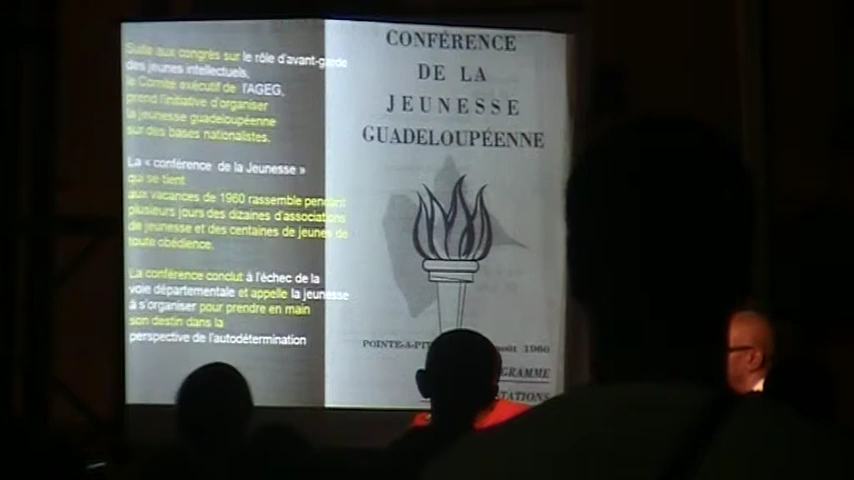 Suite aux congrès sur le rôle d'avant-garde
des jeunes intellectuels,
le Comité exécutif de l'AGEG,
prend l'initiative d'organiser
la jeunesse guadeloupéenne
sur des bases nationalistes.
La « conférence de la Jeunesse »
qui se tient
aux vacances de 1960 rassemble pendant
plusieurs jours des dizaines d'associations
de jeunesse et des centaines de jeunes de
toute obédience.
La conférence conclut à l'échec de la
voie départementale et appelle la jeunesse
à s'organiser pour prendre en main
son destin dans la
perspective de l'autodétermination
CONFÉRENCE
DE LA
JEUNESSE
GUADELOUPÉENNE
POINTE-A-PIT août 1960
GRAMME
TATIONS